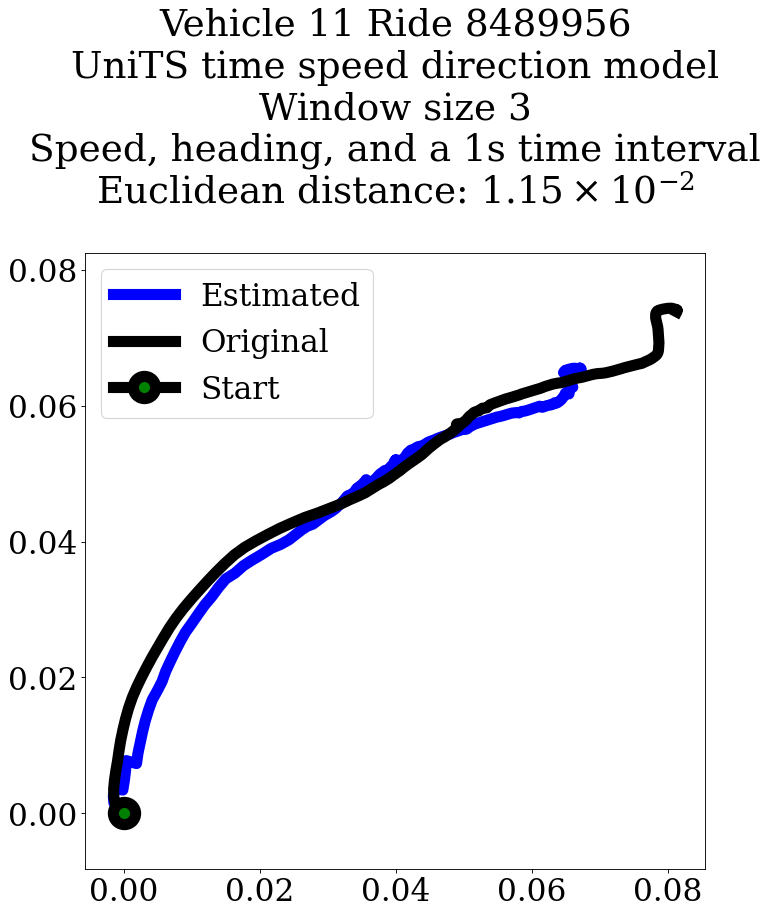 Vehicle 11 Ride 8489956
UniTS time speed direction model
Window size 3
Speed, heading, and a 1s time interval
Euclidean distance: 1.15 × 10⁻²
0.08
0.06
0.04
0.02
0.00
Estimated
Original
Start
0.00 0.02 0.04 0.06 0.08